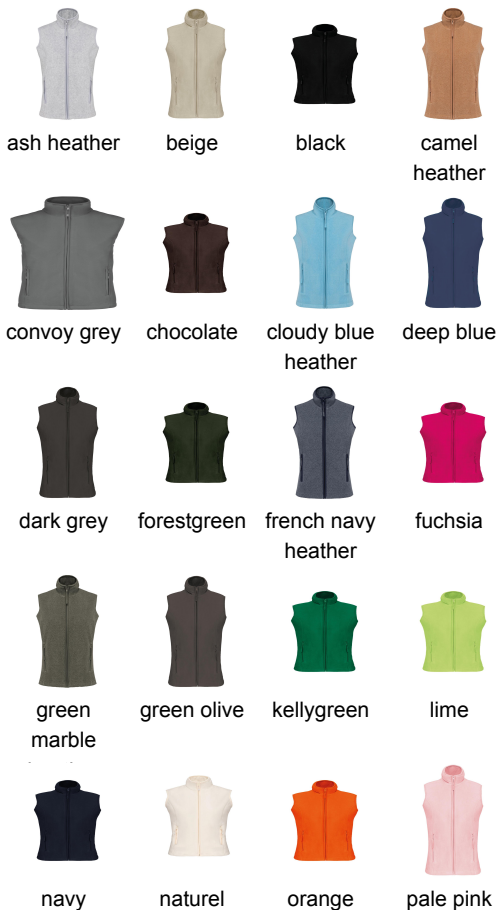 ash heather
beige
black
camel
heather
convoy grey
chocolate
cloudy blue
heather
deep blue
dark grey
forestgreen
french navy
heather
fuchsia
green
marble
green olive
kellygreen
lime
navy
naturel
orange
pale pink